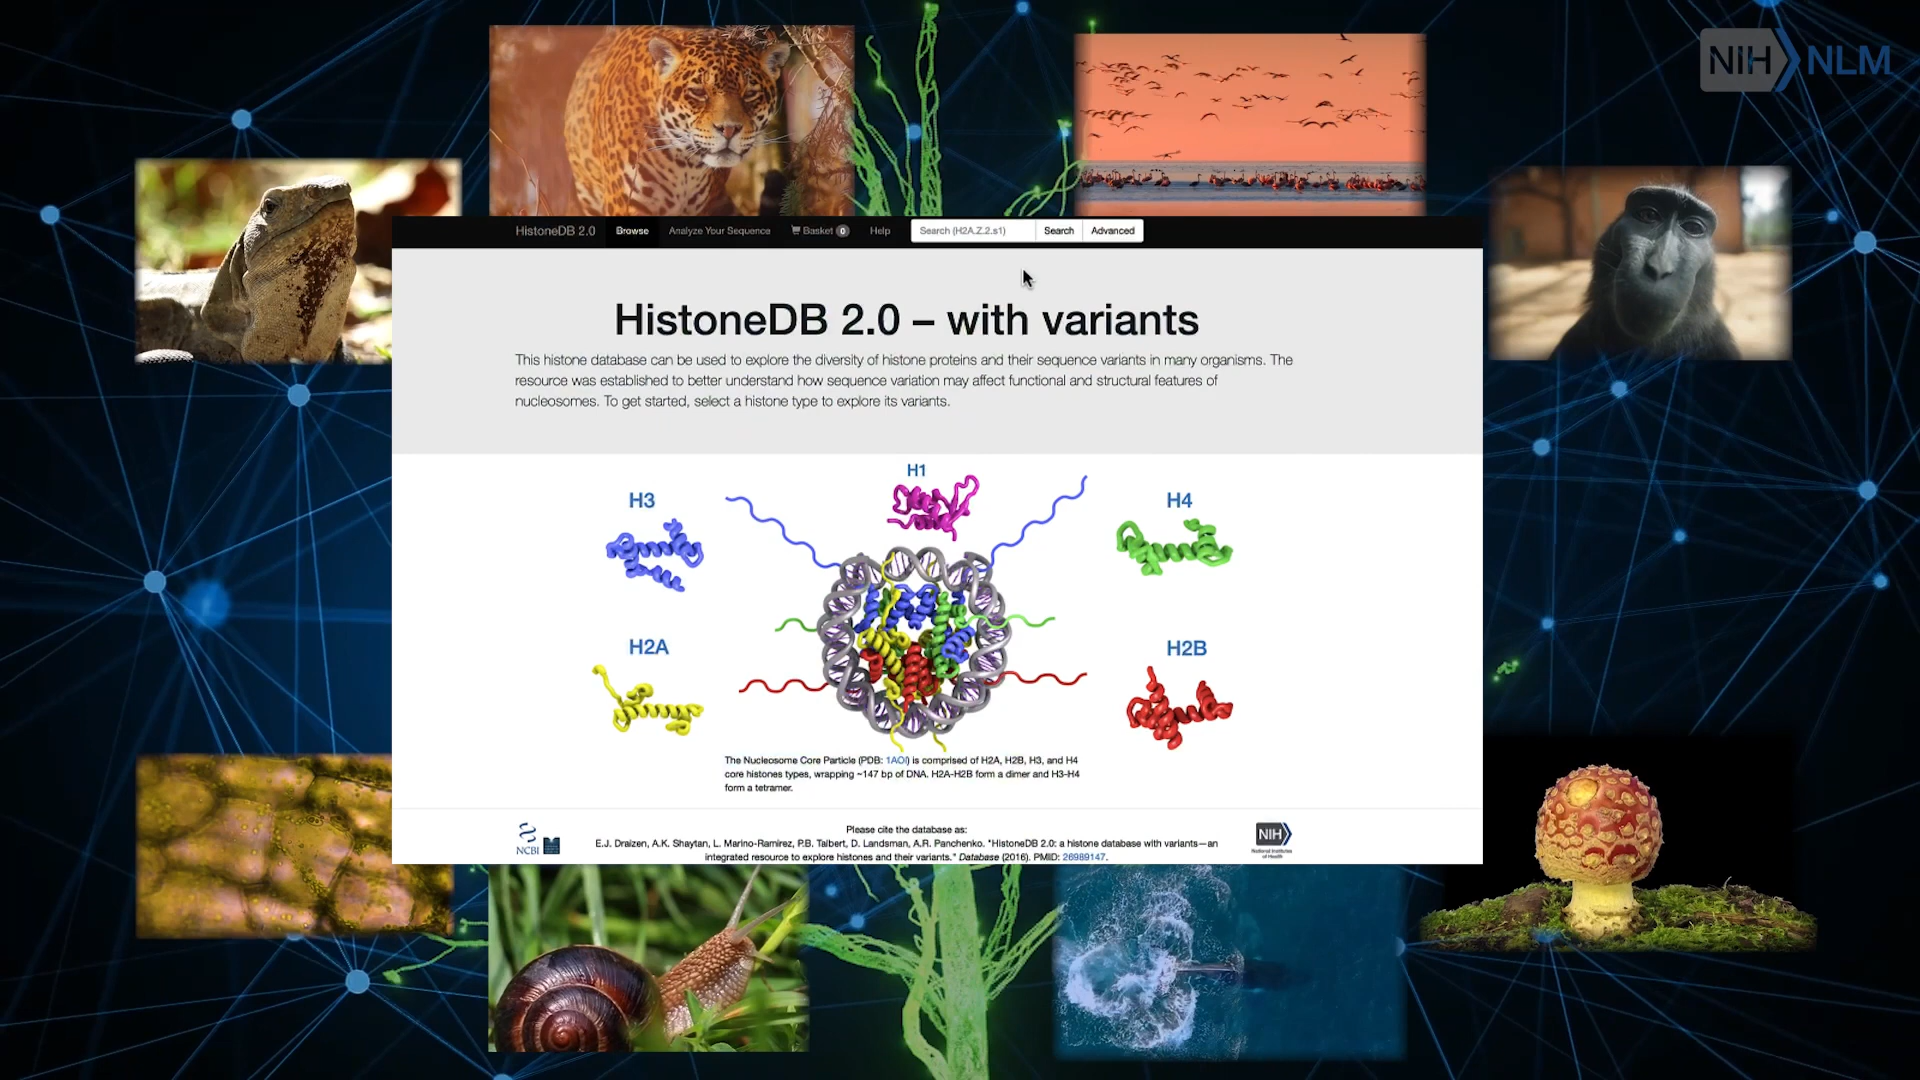 NIH NLM
HistoneDB 2.0 Browse Analyze Your Sequence Basket 0 Help Search (H2A.Z.2.s1) Search Advanced
HistoneDB 2.0 – with variants
This histone database can be used to explore the diversity of histone proteins and their sequence variants in many organisms. The
resource was established to better understand how sequence variation may affect functional and structural features of
nucleosomes. To get started, select a histone type to explore its variants.
H1
H3
H4
H2A
H2B
The Nucleosome Core Particle (PDB: 1AOI) is comprised of H2A, H2B, H3, and H4
core histones types, wrapping ~147 bp of DNA. H2A-H2B form a dimer and H3-H4
form a tetramer.
Please cite the database as:
E.J. Draizen, A.K. Shaytan, L. Marino-Ramirez, P.B. Talbert, D. Landsman, A.R. Panchenko. "HistoneDB 2.0: a histone database with variants—an
integrated resource to explore histones and their variants." Database (2016). PMID: 26989147.
NCBI
NIH
National Institutes
of Health